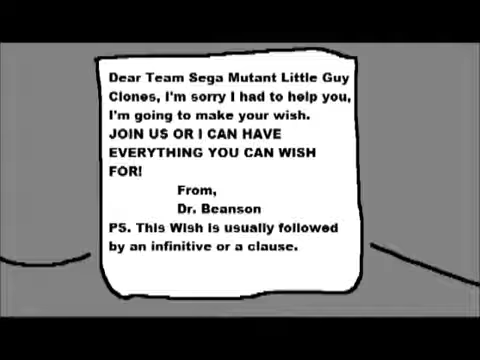 Dear Team Sega Mutant Little Guy
Clones, I'm sorry I had to help you,
I'm going to make your wish.
JOIN US OR I CAN HAVE
EVERYTHING YOU CAN WISH
FOR!
From,
Dr. Beanson
PS. This Wish is usually followed
by an infinitive or a clause.